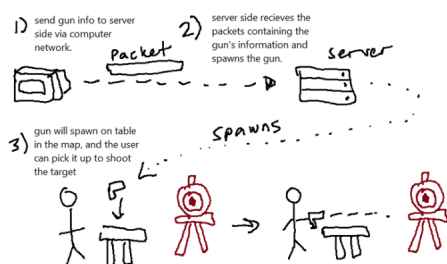 1) send gun info to server
side via computer
network.
packet
2) server side recieves the
packets containing the
gun's information and
spawns the gun.
server
3) gun will spawn on table
in the map, and the user
can pick it up to shoot
the target
spawns